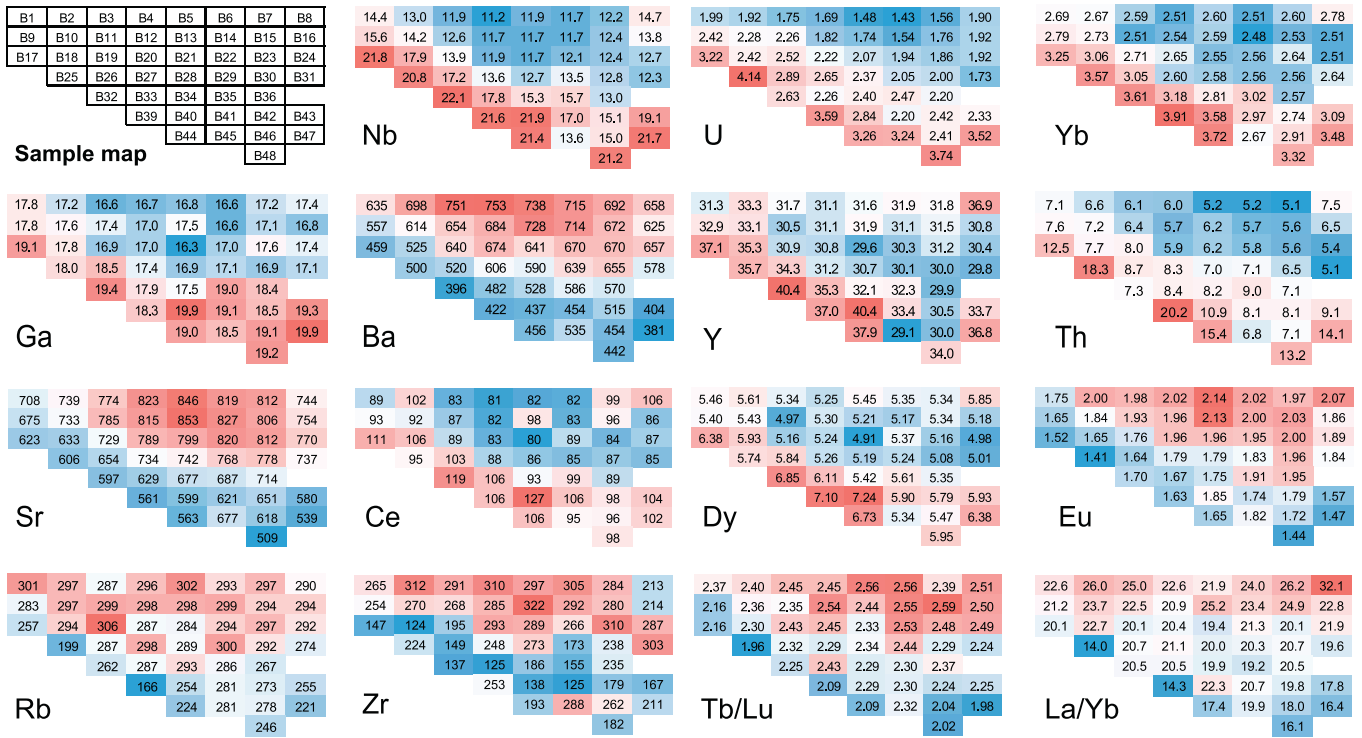 B1 B2 B3 B4 B5 B6 B7 B8
B9 B10 B11 B12 B13 B14 B15 B16
B17 B18 B19 B20 B21 B22 B23 B24
B25 B26 B27 B28 B29 B30 B31
B32 B33 B34 B35 B36
B39 B40 B41 B42 B43
B44 B45 B46 B47
B48
Sample map
14.4 13.0 11.9 11.2 11.9 11.7 12.2 14.7
15.6 14.2 12.6 11.9 11.7 11.7 12.4 13.8
21.8 17.9 13.9 11.9 11.7 12.1 12.4 12.7
20.8 17.2 13.6 12.7 13.5 12.8 12.3
22.1 17.8 15.3 15.7 13.0
21.6 21.9 17.0 15.1 19.1
21.4 13.6 15.0 21.7
21.2
Nb
1.99 1.92 1.75 1.69 1.48 1.43 1.56 1.90
2.42 2.28 2.26 1.82 1.74 1.54 1.76 1.92
3.22 2.42 2.52 2.22 2.07 1.94 1.86 1.92
4.14 2.89 2.65 2.37 2.05 2.00 1.73
2.63 2.26 2.40 2.47 2.20
3.59 2.84 2.20 2.42 2.33
3.26 3.24 2.41 3.52
3.74
U
2.69 2.67 2.59 2.51 2.60 2.51 2.60 2.78
2.79 2.73 2.51 2.54 2.59 2.48 2.53 2.51
3.25 3.06 2.71 2.65 2.55 2.56 2.64 2.51
3.57 3.05 2.60 2.58 2.56 2.56 2.64
3.61 3.18 2.81 3.02 2.57
3.91 3.58 2.97 2.74 3.09
3.72 2.67 2.91 3.48
3.32
Yb
17.8 17.2 16.6 16.7 16.8 16.6 17.2 17.4
17.8 17.6 17.4 17.0 17.5 16.6 17.1 16.8
19.1 17.8 16.9 17.0 16.3 17.0 17.6 17.4
18.0 18.5 17.4 16.9 17.1 16.9 17.1
19.4 17.9 17.5 19.0 18.4
18.3 19.9 19.1 18.5 19.3
19.0 18.5 19.1 19.9
19.2
Ga
635 698 751 753 738 715 692 658
557 614 654 684 728 714 672 625
459 525 640 674 641 670 670 657
500 520 606 590 639 655 578
396 482 528 586 570
422 437 454 515 404
456 535 454 381
442
Ba
31.3 33.3 31.7 31.1 31.6 31.9 31.8 36.9
32.9 33.1 30.5 31.1 31.9 31.1 31.5 30.8
37.1 35.3 30.9 30.8 29.6 30.3 31.2 30.4
35.7 34.3 31.2 30.7 30.1 30.0 29.8
40.4 35.3 32.1 32.3 29.9
37.0 40.4 33.4 30.5 33.7
37.9 29.1 30.0 36.8
34.0
Y
7.1 6.6 6.1 6.0 5.2 5.2 5.1 7.5
7.6 7.2 6.4 5.7 6.2 5.7 5.6 6.5
12.5 7.7 8.0 5.9 6.2 5.8 5.6 5.4
18.3 8.7 8.3 7.0 7.1 6.5 5.1
7.3 8.4 8.2 9.0 7.1
20.2 10.9 8.1 8.1 9.1
15.4 6.8 7.1 14.1
13.2
Th
708 739 774 823 846 819 812 744
675 733 785 815 853 827 806 754
623 633 729 789 799 820 812 770
606 654 734 742 768 778 737
597 629 677 687 714
561 599 621 651 580
563 677 618 539
509
Sr
89 102 83 81 82 82 99 106
93 92 87 82 98 83 96 86
111 106 89 83 80 89 84 87
95 103 88 86 85 87 85
119 106 93 99 89
106 127 106 98 104
106 95 96 102
98
Ce
5.46 5.61 5.34 5.25 5.45 5.35 5.34 5.85
5.40 5.43 4.97 5.30 5.21 5.17 5.34 5.18
6.38 5.93 5.16 5.24 4.91 5.37 5.16 4.98
5.74 5.84 5.26 5.19 5.24 5.08 5.01
6.85 6.11 5.42 5.61 5.35
7.10 7.24 5.90 5.79 5.93
6.73 5.34 5.47 6.38
5.95
Dy
1.75 2.00 1.98 2.02 2.14 2.02 1.97 2.07
1.65 1.84 1.93 1.96 2.13 2.00 2.03 1.86
1.52 1.65 1.76 1.96 1.96 1.95 2.00 1.89
1.41 1.64 1.79 1.79 1.83 1.96 1.84
1.70 1.67 1.75 1.91 1.95
1.63 1.85 1.74 1.79 1.57
1.65 1.82 1.72 1.47
1.44
Eu
301 297 287 296 302 293 297 290
283 297 299 298 298 299 294 294
257 294 306 287 284 294 297 292
199 287 298 289 300 292 274
262 287 293 286 267
166 254 281 273 255
224 281 278 221
246
Rb
265 312 291 310 297 305 284 213
254 270 268 285 322 292 280 214
147 124 195 293 289 266 310 287
224 149 248 273 173 238 303
137 125 186 155 235
253 138 125 179 167
193 288 262 211
182
Zr
2.37 2.40 2.45 2.45 2.56 2.56 2.39 2.51
2.16 2.36 2.35 2.54 2.44 2.55 2.59 2.50
2.16 2.30 2.43 2.45 2.33 2.53 2.48 2.49
1.96 2.32 2.29 2.34 2.44 2.29 2.24
2.25 2.43 2.29 2.30 2.37
2.09 2.29 2.30 2.24 2.25
2.09 2.32 2.04 1.98
2.02
Tb/Lu
22.6 26.0 25.0 22.6 21.9 24.0 26.2 32.1
21.2 23.7 22.5 20.9 25.2 23.4 24.9 22.8
20.1 22.7 20.1 20.4 19.4 21.3 20.1 21.9
14.0 20.7 21.1 20.0 20.3 20.7 19.6
20.5 20.5 19.9 19.2 20.5
14.3 22.3 20.7 19.8 17.8
17.4 19.9 18.0 16.4
16.1
La/Yb